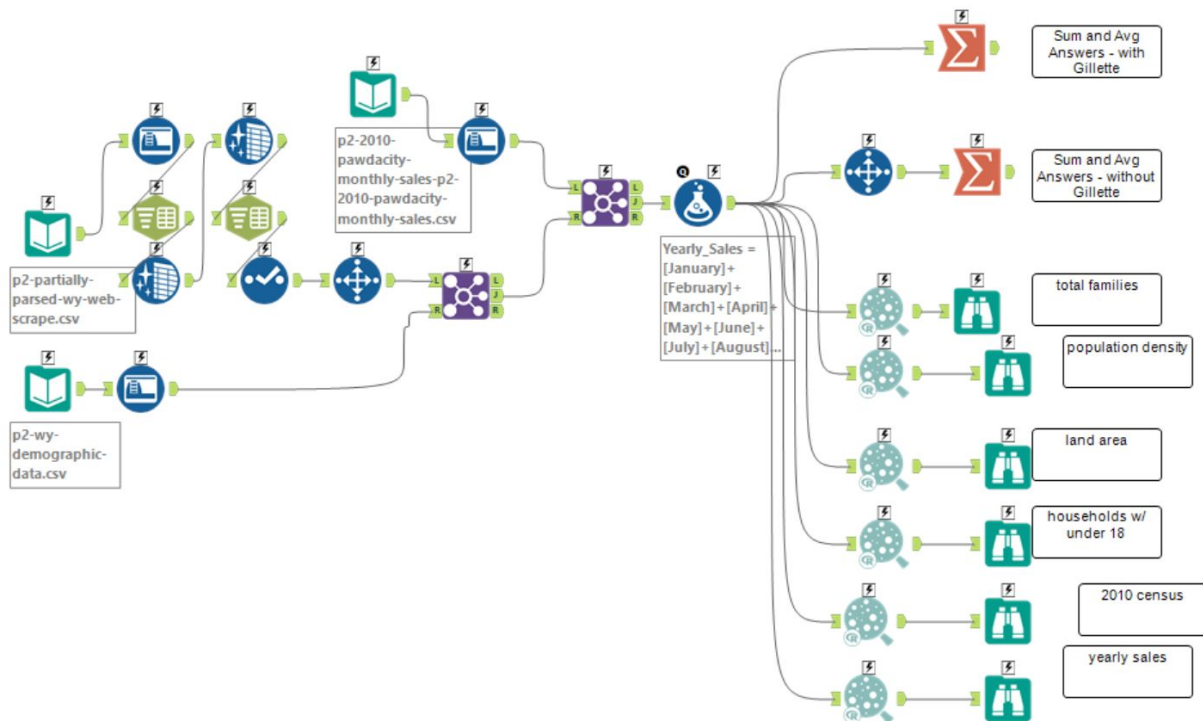 Sum and Avg
Answers - with
Gillette
p2-2010-
pawdacity-
monthly-sales-p2-
2010-pawdacity-
monthly-sales.csv
Sum and Avg
Answers - without
Gillette
L
J
R
L
R
Q
Yearly_Sales =
[January]+
[February]+
[March]+[April]+
[May]+[June]+
[July]+[August]...
p2-partially-
parsed-wy-web-
scrape.csv
L
J
R
L
R
total families
R
population density
R
p2-wy-
demographic-
data.csv
land area
R
households w/
under 18
R
2010 census
R
yearly sales
R